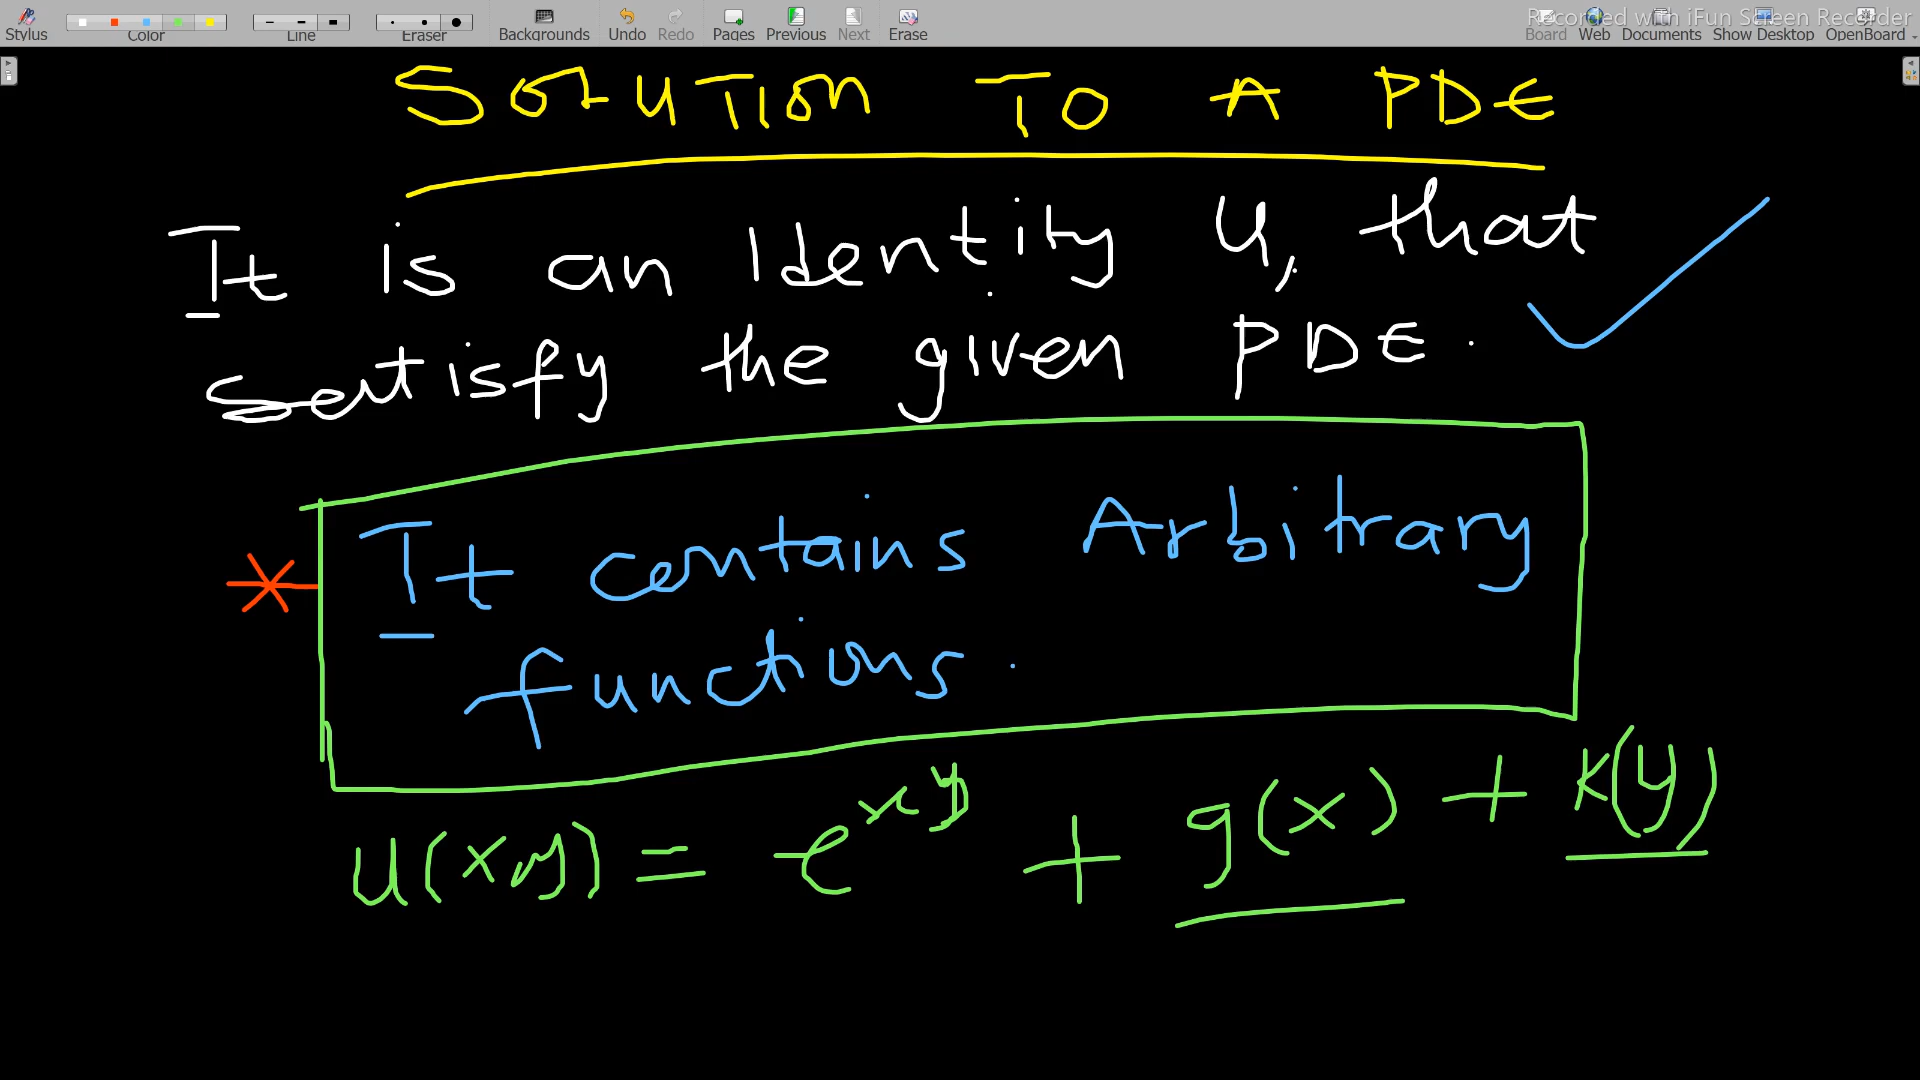 Recorded with iFun Screen Recorder
Stylus Color Line Eraser Backgrounds Undo Redo Pages Previous Next Erase Board Web Documents Show Desktop OpenBoard
SOLUTION TO A PDE
It is an Identity u, that
satisfy the given PDE.
It contains Arbitrary
functions.
u(x,y) = e^xy + g(x) + k(y)